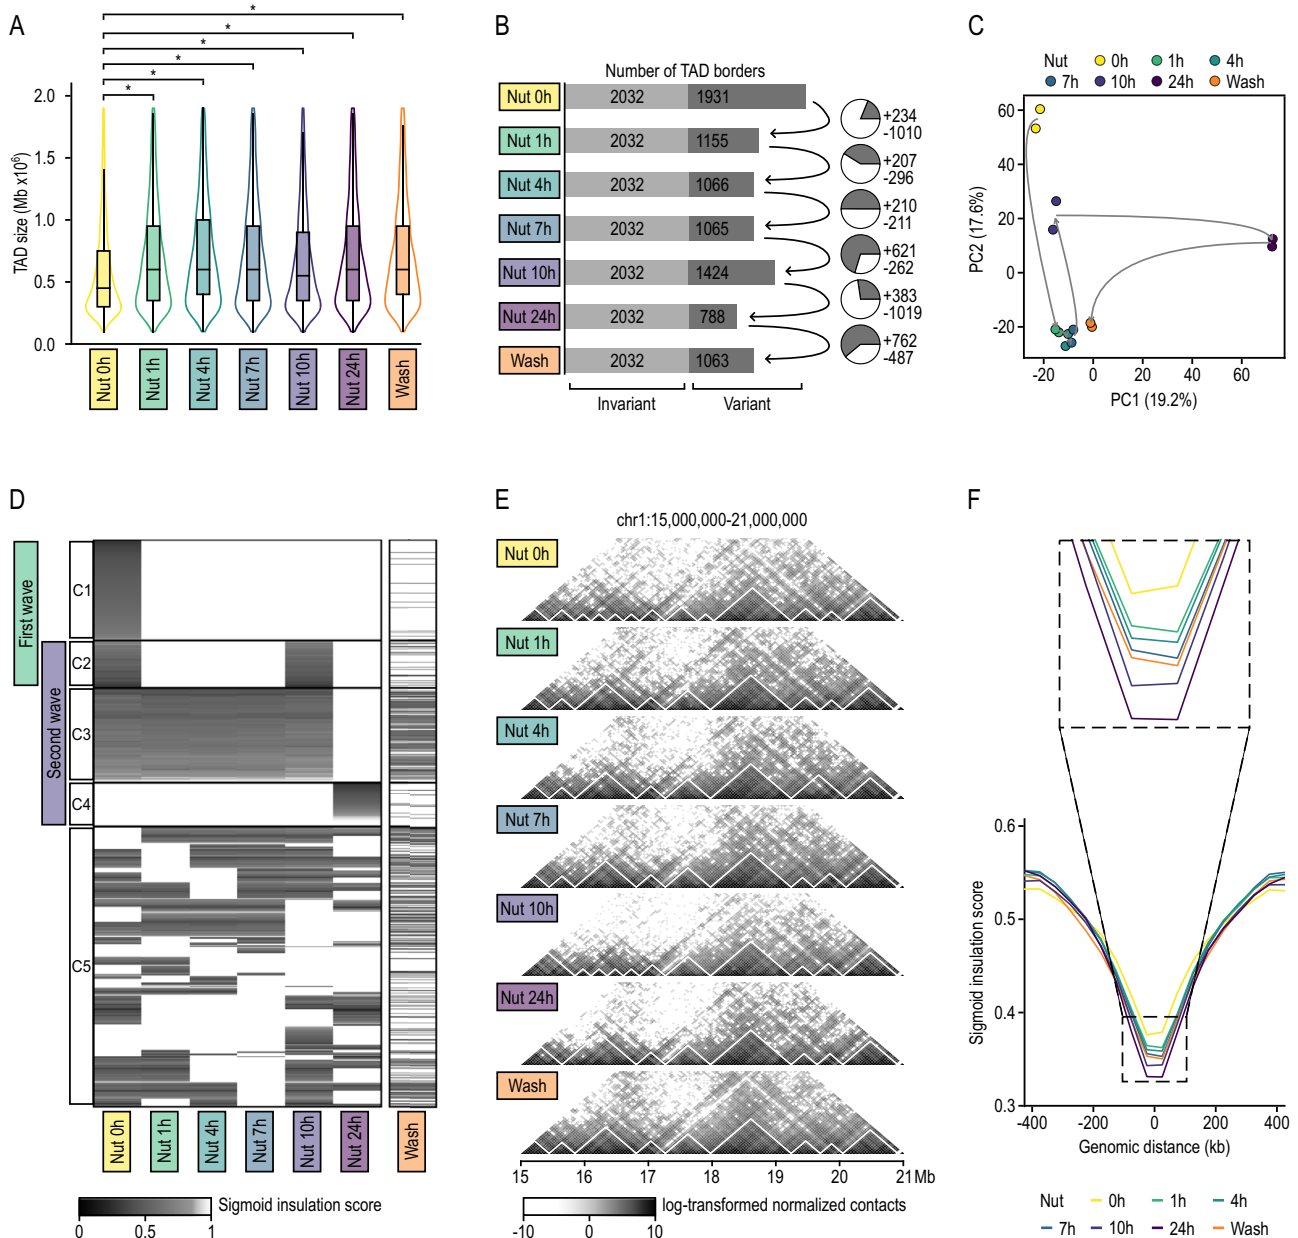 A
*
*
*
*
*
*
TAD size (Mb x10⁶)
2.0
1.5
1.0
0.5
0.0
Nut 0h
Nut 1h
Nut 4h
Nut 7h
Nut 10h
Nut 24h
Wash
B
Number of TAD borders
Nut 0h 2032 1931
+234
-1010
Nut 1h 2032 1155
+207
-296
Nut 4h 2032 1066
+210
-211
Nut 7h 2032 1065
+621
-262
Nut 10h 2032 1424
+383
-1019
Nut 24h 2032 788
+762
-487
Wash 2032 1063
Invariant Variant
C
Nut 0h 1h 4h
7h 10h 24h Wash
PC2 (17.6%)
60
40
20
0
-20
-20 0 20 40 60
PC1 (19.2%)
D
First wave
Second wave
C1
C2
C3
C4
C5
Nut 0h
Nut 1h
Nut 4h
Nut 7h
Nut 10h
Nut 24h
Wash
Sigmoid insulation score
0 0.5 1
E
chr1:15,000,000-21,000,000
Nut 0h
Nut 1h
Nut 4h
Nut 7h
Nut 10h
Nut 24h
Wash
15 16 17 18 19 20 21 Mb
log-transformed normalized contacts
-10 0 10
F
Sigmoid insulation score
0.6
0.5
0.4
0.3
-400 -200 0 200 400
Genomic distance (kb)
Nut 0h 1h 4h
7h 10h 24h Wash